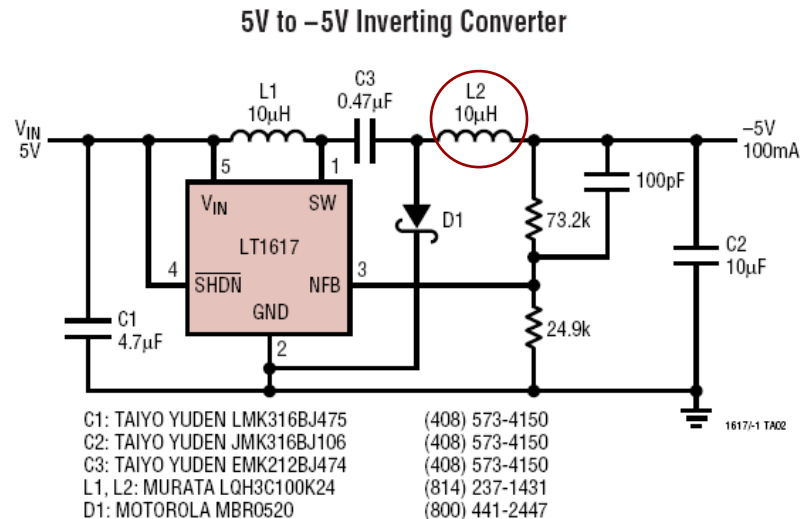 5V to –5V Inverting Converter
L1
10µH
C3
0.47µF
L2
10µH
VIN
5V
–5V
100mA
5
1
VIN
SW
LT1617
4
SHDN
NFB
3
GND
2
D1
100pF
73.2k
24.9k
C2
10µF
C1
4.7µF
1617/-1 TA02
C1: TAIYO YUDEN LMK316BJ475 (408) 573-4150
C2: TAIYO YUDEN JMK316BJ106 (408) 573-4150
C3: TAIYO YUDEN EMK212BJ474 (408) 573-4150
L1, L2: MURATA LQH3C100K24 (814) 237-1431
D1: MOTOROLA MBR0520 (800) 441-2447